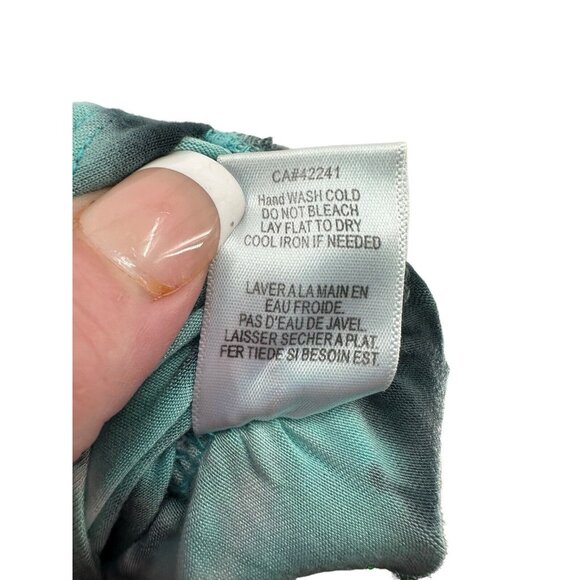 CA#42241
Hand WASH COLD
DO NOT BLEACH
LAY FLAT TO DRY
COOL IRON IF NEEDED
LAVER A LA MAIN EN
EAU FROIDE.
PAS D'EAU DE JAVEL.
LAISSER SECHER A PLAT.
FER TIEDE SI BESOIN EST